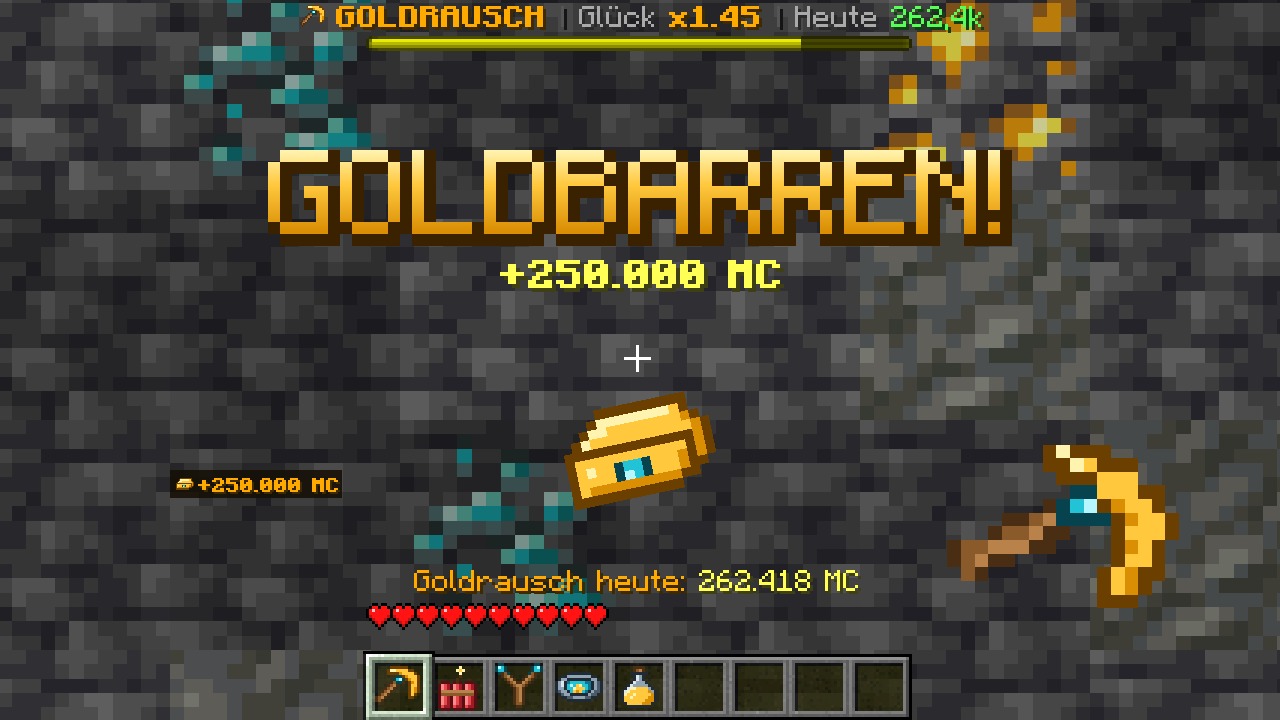 GOLDRAUSCH | Glück x1.45 | Heute 262,4k
GOLDBARREN!
+250.000 MC
+250.000 MC
Goldrausch heute: 262.418 MC